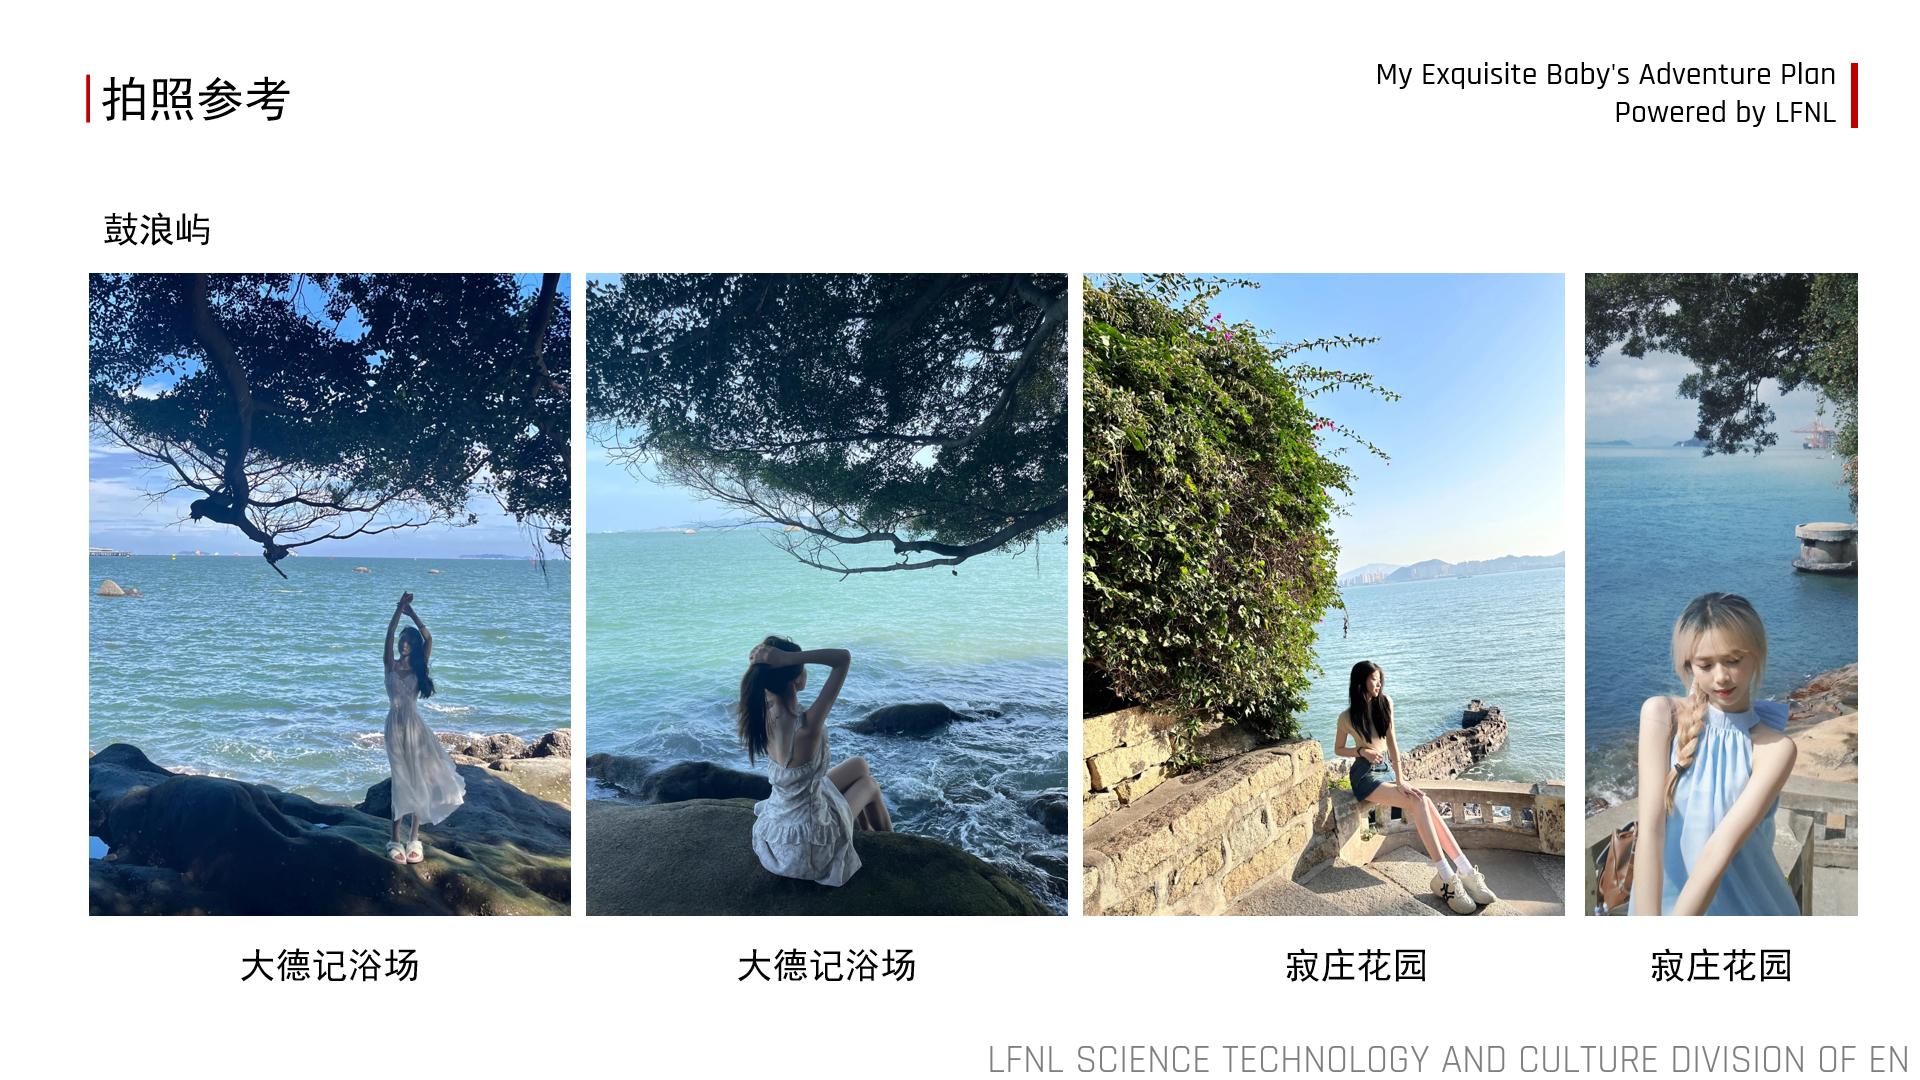 拍照参考
My Exquisite Baby's Adventure Plan
Powered by LFNL
鼓浪屿
大德记浴场
大德记浴场
寂庄花园
寂庄花园
LFNL SCIENCE TECHNOLOGY AND CULTURE DIVISION OF EN